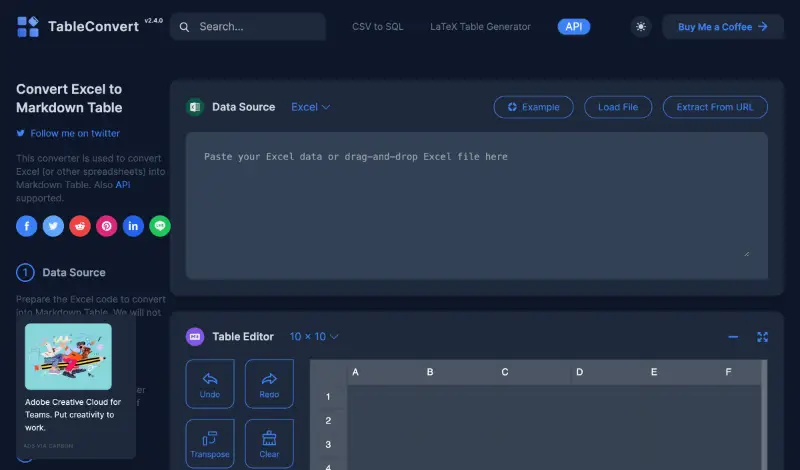 TableConvert v2.4.0
Search...
CSV to SQL
LaTeX Table Generator
API
Buy Me a Coffee
Convert Excel to
Markdown Table
Follow me on twitter
This converter is used to convert
Excel (or other spreadsheets) into
Markdown Table. Also API
supported.
1 Data Source
Prepare the Excel code to convert
into Markdown Table. We will not
Adobe Creative Cloud for
Teams. Put creativity to
work.
ADS VIA CARBON
Data Source
Excel
Example
Load File
Extract From URL
Paste your Excel data or drag-and-drop Excel file here
Table Editor
10 × 10
Undo
Redo
Transpose
Clear
A B C D E F
1
2
3
4